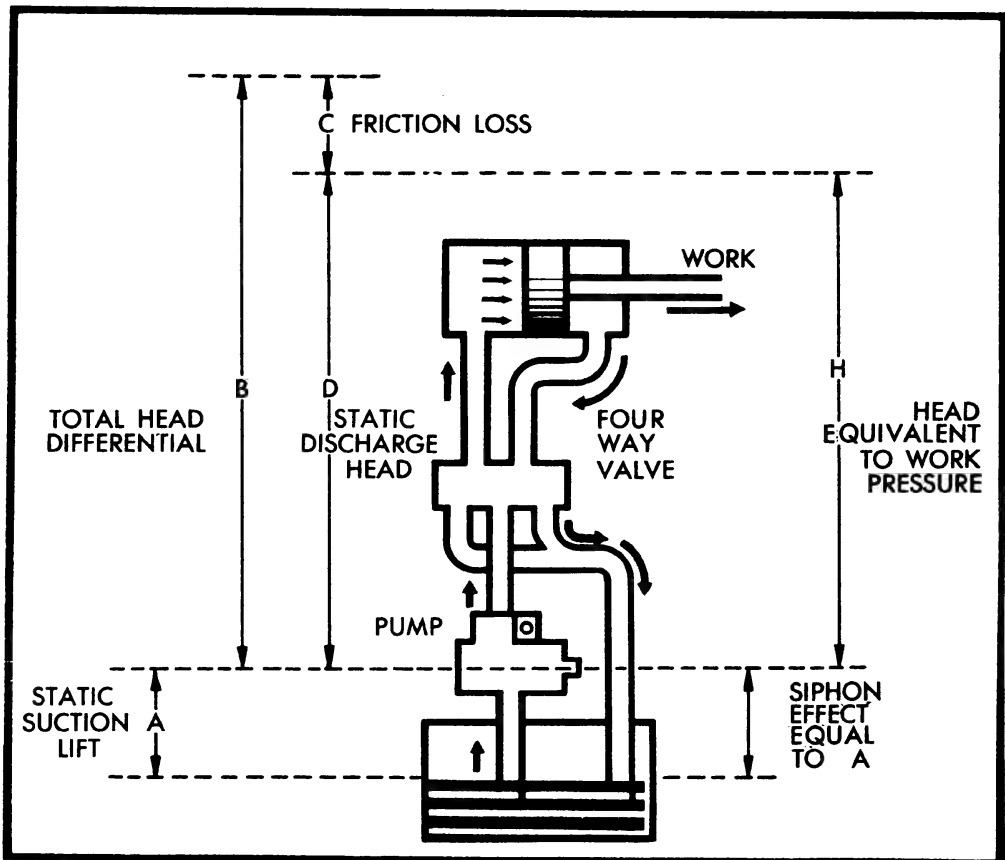 C FRICTION LOSS
WORK
B
D
H
TOTAL HEAD
DIFFERENTIAL
STATIC
DISCHARGE
HEAD
FOUR
WAY
VALVE
HEAD
EQUIVALENT
TO WORK
PRESSURE
PUMP
STATIC
SUCTION
LIFT
A
SIPHON
EFFECT
EQUAL
TO A